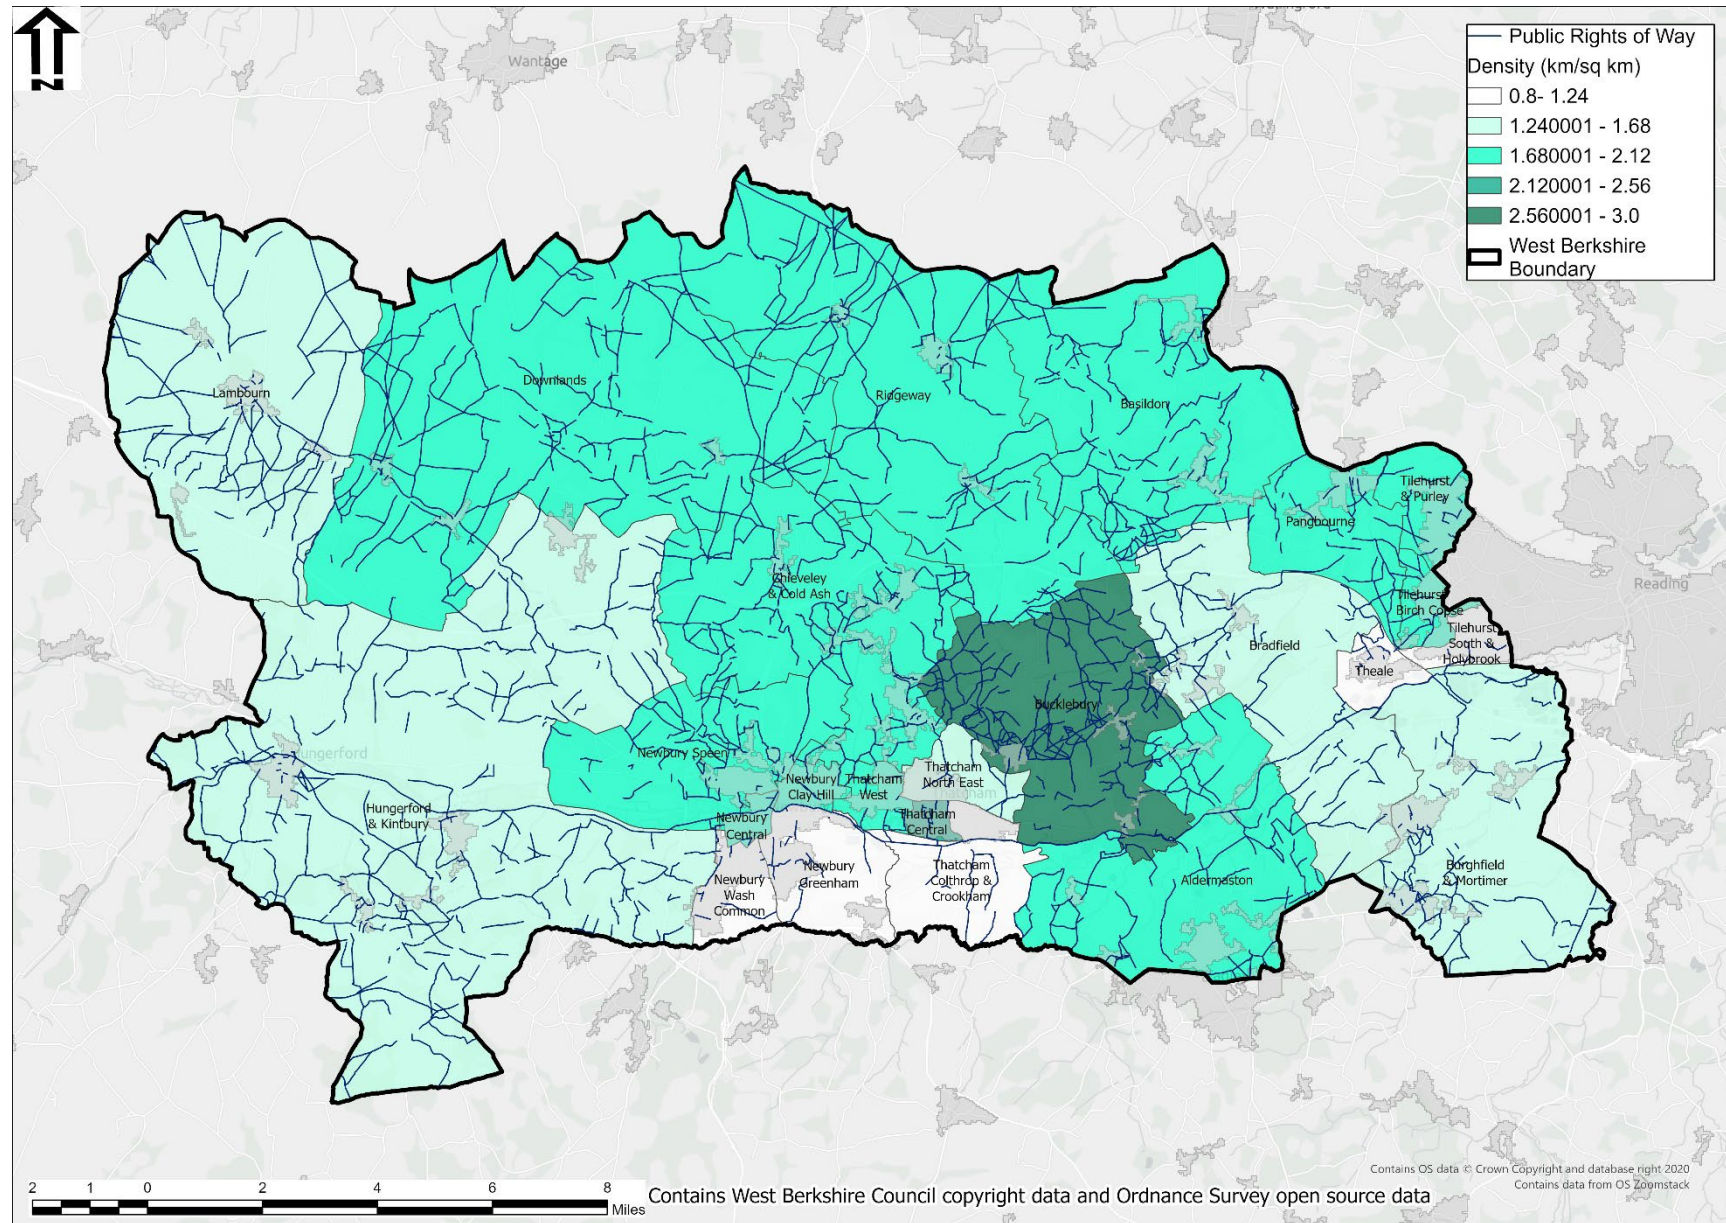 Wallingford
Wantage
N
Public Rights of Way
Density (km/sq km)
0.8- 1.24
1.240001 - 1.68
1.680001 - 2.12
2.120001 - 2.56
2.560001 - 3.0
West Berkshire
Boundary
Lambourn
Downlands
Ridgeway
Basildon
Tilehurst
& Purley
Pangbourne
Chieveley
& Cold Ash
Reading
Tilehurst
Birch Copse
Tilehurst
South &
Holybrook
Bradfield
Theale
Bucklebury
Hungerford
Newbury Speen
Newbury
Clay Hill
Thatcham
West
Thatcham
North East
Thatcham
Hungerford
& Kintbury
Newbury
Central
Thatcham
Central
Newbury
Wash
Common
Newbury
Greenham
Thatcham
Colthrop &
Crookham
Aldermaston
Burghfield
& Mortimer
Contains OS data © Crown Copyright and database right 2020
Contains data from OS Zoomstack
2 1 0 2 4 6 8
Miles
Contains West Berkshire Council copyright data and Ordnance Survey open source data